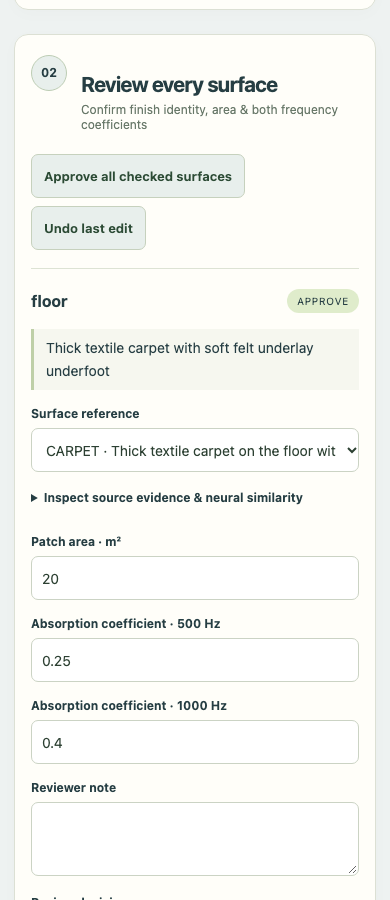 02
Review every surface
Confirm finish identity, area & both frequency
coefficients
Approve all checked surfaces
Undo last edit
floor
APPROVE
Thick textile carpet with soft felt underlay
underfoot
Surface reference
CARPET · Thick textile carpet on the floor wit
▶ Inspect source evidence & neural similarity
Patch area · m²
20
Absorption coefficient · 500 Hz
0.25
Absorption coefficient · 1000 Hz
0.4
Reviewer note